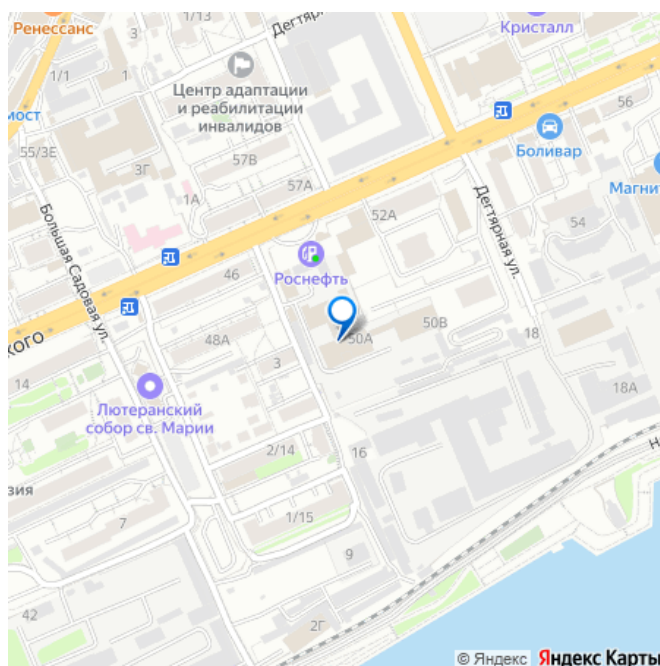 Ренессанс
1/13
Дегтярн
Кристалл
1/1
3
1
Центр адаптации
и реабилитации
инвалидов
мост
55/3Е
3Г
57В
56
Боливар
1А
57А
Магнит
52А
54
Большая Садовая ул.
Дегтярная ул.
46
Роснефть
КОГО
48А
50А
50В
18
14
3
18А
Лютеранский
собор св. Марии
2/14
16
Н
зия
7
1/15
9
42
2Г
© Яндекс Яндекс Карты